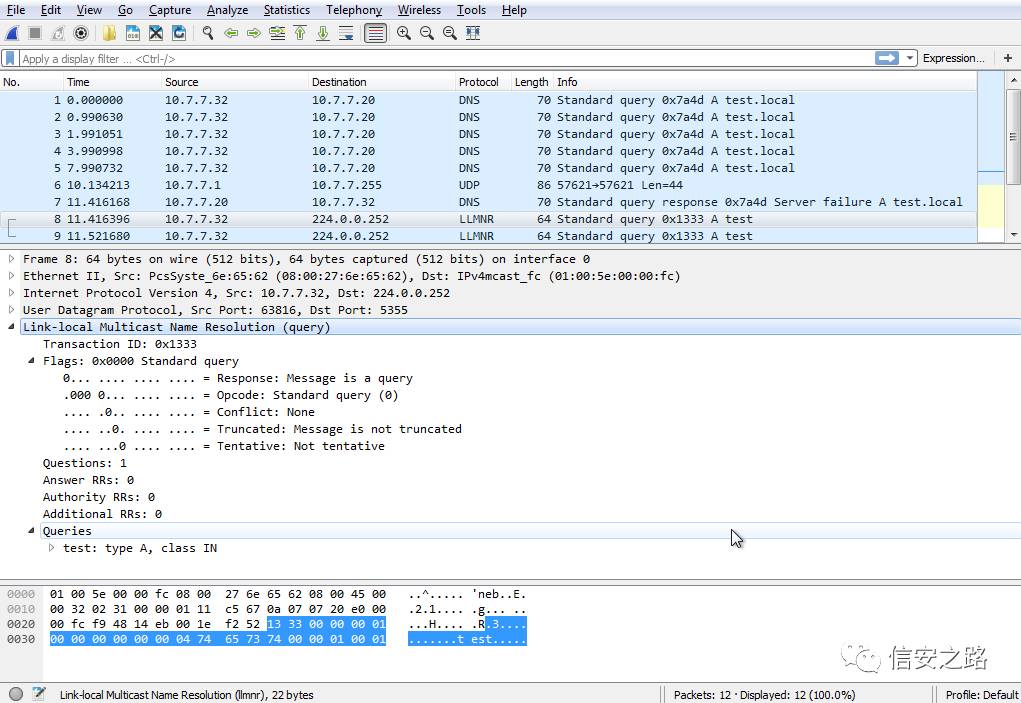 File Edit View Go Capture Analyze Statistics Telephony Wireless Tools Help
Apply a display filter ... <Ctrl-/> Expression... +
No. Time Source Destination Protocol Length Info
1 0.000000 10.7.7.32 10.7.7.20 DNS 70 Standard query 0x7a4d A test.local
2 0.990630 10.7.7.32 10.7.7.20 DNS 70 Standard query 0x7a4d A test.local
3 1.991051 10.7.7.32 10.7.7.20 DNS 70 Standard query 0x7a4d A test.local
4 3.990998 10.7.7.32 10.7.7.20 DNS 70 Standard query 0x7a4d A test.local
5 7.990732 10.7.7.32 10.7.7.20 DNS 70 Standard query 0x7a4d A test.local
6 10.134213 10.7.7.1 10.7.7.255 UDP 86 57621→57621 Len=44
7 11.416168 10.7.7.20 10.7.7.32 DNS 70 Standard query response 0x7a4d Server failure A test.local
8 11.416396 10.7.7.32 224.0.0.252 LLMNR 64 Standard query 0x1333 A test
9 11.521680 10.7.7.32 224.0.0.252 LLMNR 64 Standard query 0x1333 A test
Frame 8: 64 bytes on wire (512 bits), 64 bytes captured (512 bits) on interface 0
Ethernet II, Src: PcsSyste_6e:65:62 (08:00:27:6e:65:62), Dst: IPv4mcast_fc (01:00:5e:00:00:fc)
Internet Protocol Version 4, Src: 10.7.7.32, Dst: 224.0.0.252
User Datagram Protocol, Src Port: 63816, Dst Port: 5355
Link-local Multicast Name Resolution (query)
Transaction ID: 0x1333
Flags: 0x0000 Standard query
0... .... .... .... = Response: Message is a query
.000 0... .... .... = Opcode: Standard query (0)
.... .0.. .... .... = Conflict: None
.... ..0. .... .... = Truncated: Message is not truncated
.... ...0 .... .... = Tentative: Not tentative
Questions: 1
Answer RRs: 0
Authority RRs: 0
Additional RRs: 0
Queries
test: type A, class IN
0000 01 00 5e 00 00 fc 08 00 27 6e 65 62 08 00 45 00 ..^..... 'neb..E.
0010 00 32 02 31 00 00 01 11 c5 67 0a 07 07 20 e0 00 .2.1.... .g... ..
0020 00 fc f9 48 14 eb 00 1e f2 52 13 33 00 00 00 01 ...H.... .R.3....
0030 00 00 00 00 00 00 04 74 65 73 74 00 00 01 00 01 .......t est.....
信安之路
Link-local Multicast Name Resolution (llmnr), 22 bytes Packets: 12 · Displayed: 12 (100.0%) Profile: Default